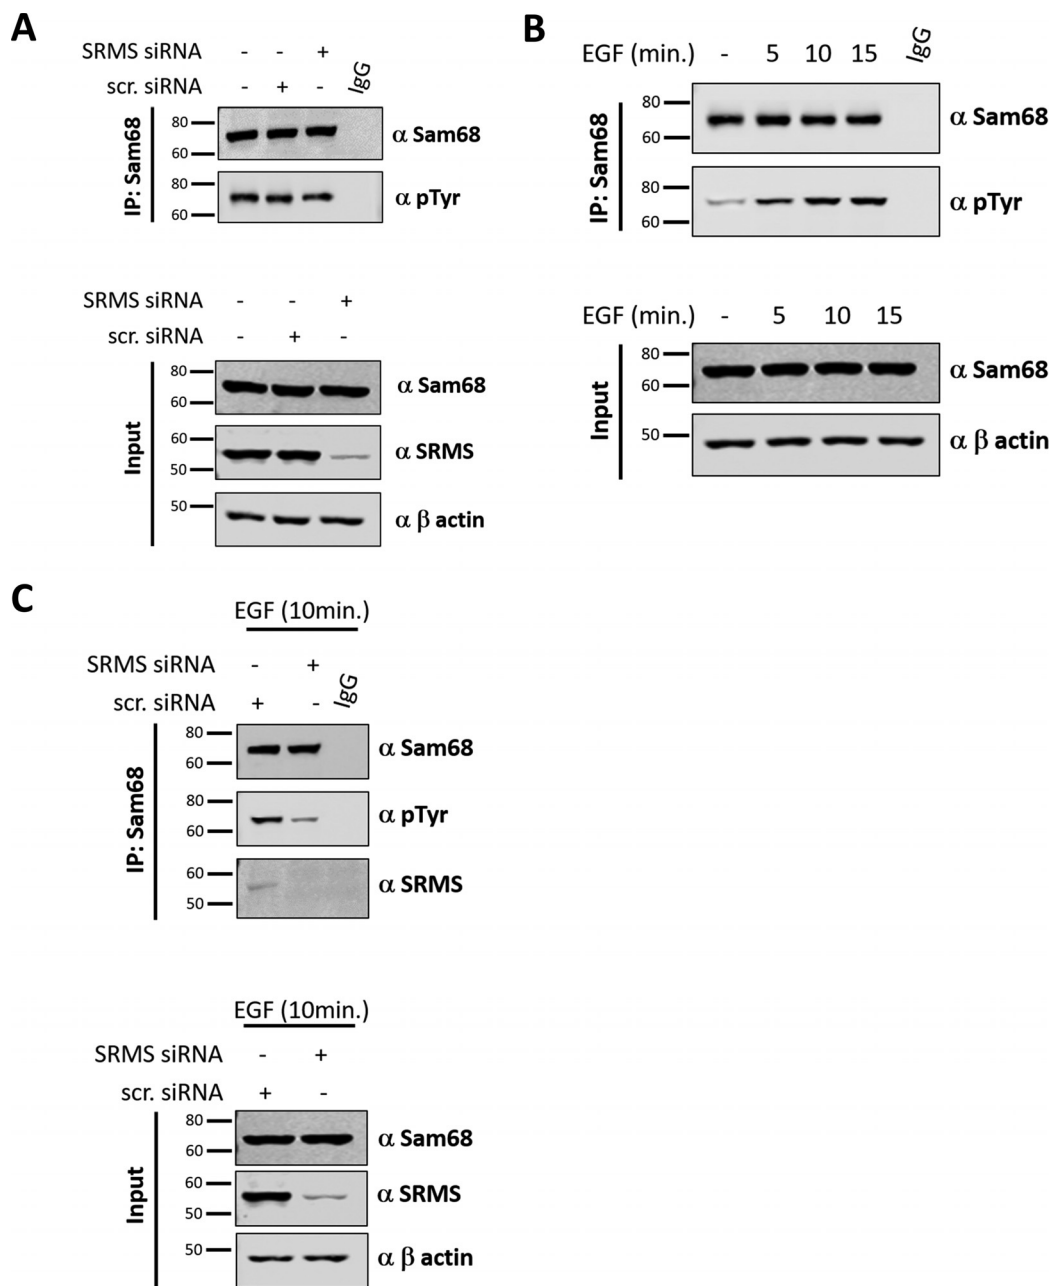 A
SRMS siRNA - - +
scr. siRNA - + - IgG
IP: Sam68
80
60
α Sam68
80
60
α pTyr
SRMS siRNA - - +
scr. siRNA - + -
Input
80
60
α Sam68
60
50
α SRMS
50
α β actin
B
EGF (min.) - 5 10 15 IgG
IP: Sam68
80
60
α Sam68
80
60
α pTyr
EGF (min.) - 5 10 15
Input
80
60
α Sam68
50
α β actin
C
EGF (10min.)
SRMS siRNA - +
scr. siRNA + - IgG
IP: Sam68
80
60
α Sam68
80
60
α pTyr
60
50
α SRMS
EGF (10min.)
SRMS siRNA - +
scr. siRNA + -
Input
80
60
α Sam68
60
50
α SRMS
50
α β actin